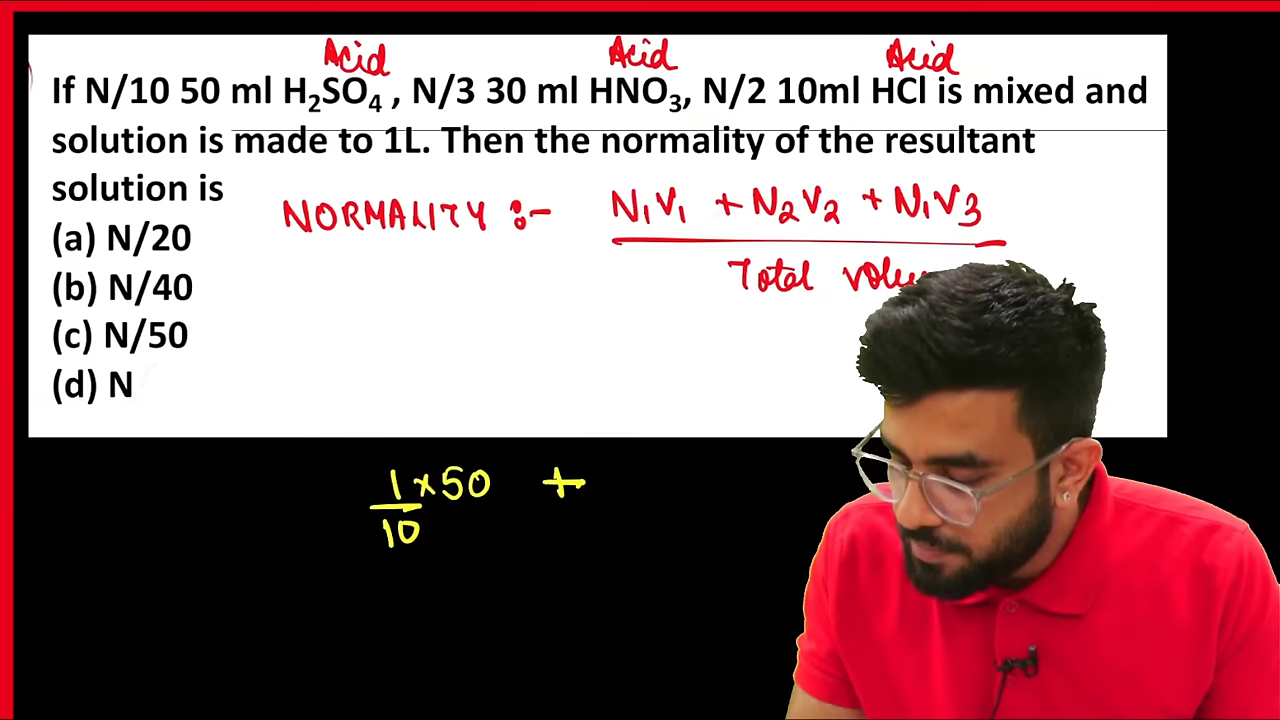 Acid Acid Acid
If N/10 50 ml H₂SO₄ , N/3 30 ml HNO₃, N/2 10ml HCl is mixed and
solution is made to 1L. Then the normality of the resultant
solution is
NORMALITY :- N₁V₁ + N₂V₂ + N₁V₃
Total
(a) N/20
(b) N/40
(c) N/50
(d) N
1 × 50 +
10